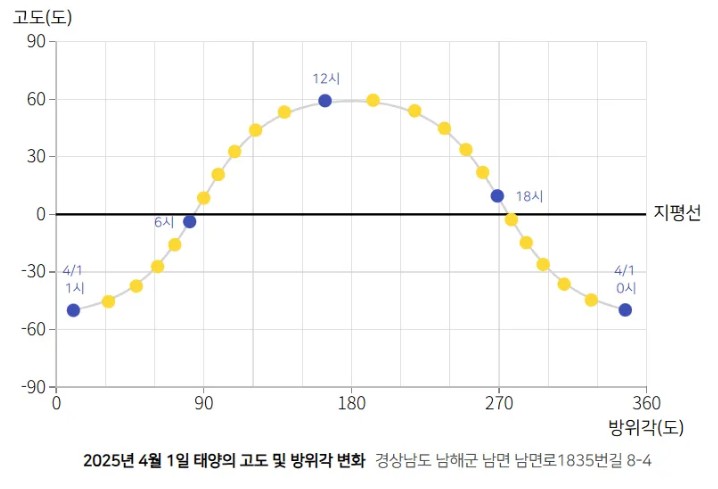 고도(도)
90
60
30
0
-30
-60
-90
12시
6시
18시
지평선
4/1
1시
4/1
0시
0
90
180
270
360
방위각(도)
2025년 4월 1일 태양의 고도 및 방위각 변화 경상남도 남해군 남면 남면로1835번길 8-4